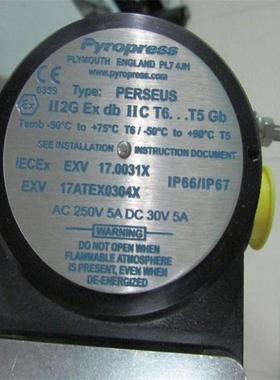 Pyropress
PLYMOUTH ENGLAND PL7 4JH
www.pyropress.com
0359
Type: PERSEUS
Ex II2G Ex db IIC T6...T5 Gb
Tamb -50°C to +75°C T6 / -50°C to +90°C T5
SEE INSTALLATION INSTRUCTION DOCUMENT
IECEx EXV 17.0031X
EXV 17ATEX0304X IP66/IP67
AC 250V 5A DC 30V 5A
WARNING
DO NOT OPEN WHEN
FLAMMABLE ATMOSPHERE
IS PRESENT, EVEN WHEN
DE-ENERGIZED